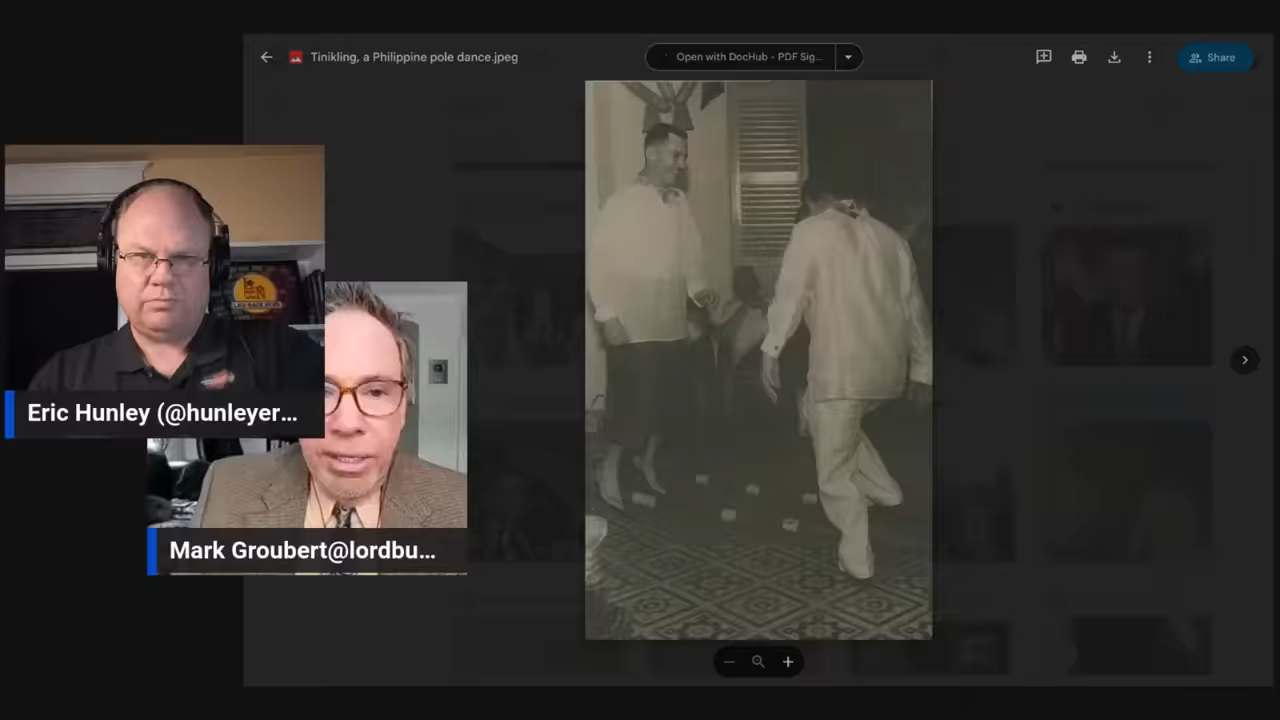 Tinikling, a Philippine pole dance.jpeg
Open with DocHub - PDF Sig...
Share
Eric Hunley (@hunleyer...
Mark Groubert@lordbu...